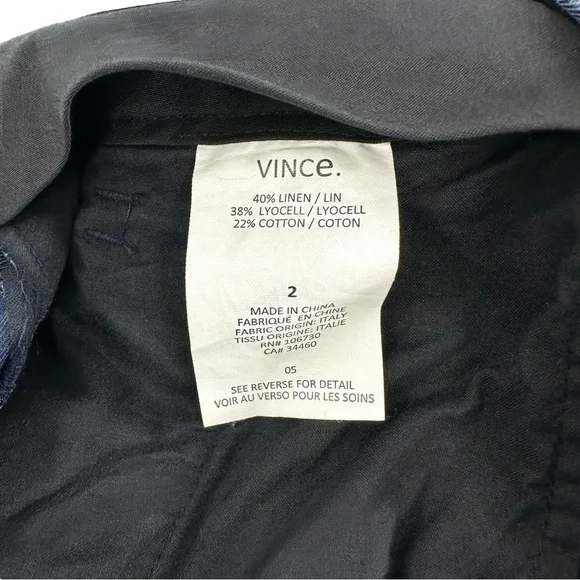 VINCe.
40% LINEN / LIN
38% LYOCELL / LYOCELL
22% COTTON / COTON
2
MADE IN CHINA
FABRIQUÉ EN CHINE
FABRIC ORIGIN: ITALY
TISSU ORIGINE: ITALIE
RN# 106730
CA# 34460
05
SEE REVERSE FOR DETAIL
VOIR AU VERSO POUR LES SOINS